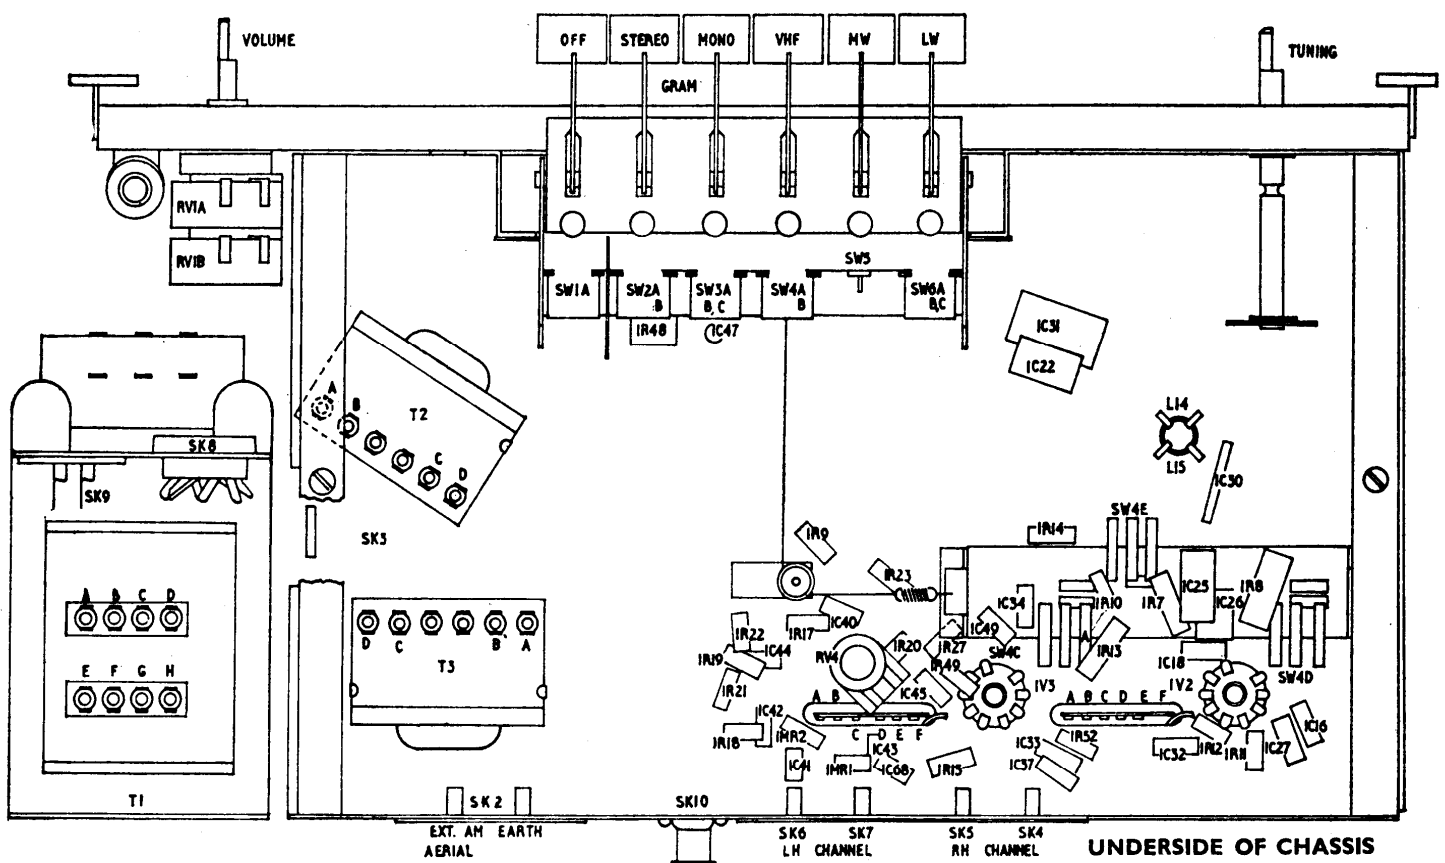 VOLUME
OFF
STEREO
MONO
VHF
MW
LW
TUNING
GRAM
RV1A
RV1B
SW5
SW1A
SW2A
B
SW3A
B, C
SW4A
B
SW6A
B,C
1R48
1C47
1C31
1C22
A
B
T2
C
D
L14
L15
SK8
SK9
1C30
SW4E
SK3
1R9
1R14
1R23
1C25
1R8
1C34
1R10
1R7
1C26
A B C D
D C B A
T3
1C40
1R22
1R17
1C49
1R20
1R27
A
1R13
1C44
1R19
RV4
SW4C
1C18
1R49
1V3
1V2
SW4D
E F G H
1R21
1C45
A B
A B C D E F
1C42
1R18
1MR2
C D E F
1R52
1C16
1C33
1C43
1C32
1R12
1R11
1C27
1C41
1MR1
1C68
1R15
1C37
T1
SK2
SK10
EXT. AM EARTH
AERIAL
SK6 SK7
LH CHANNEL
SK5 SK4
RH CHANNEL
UNDERSIDE OF CHASSIS